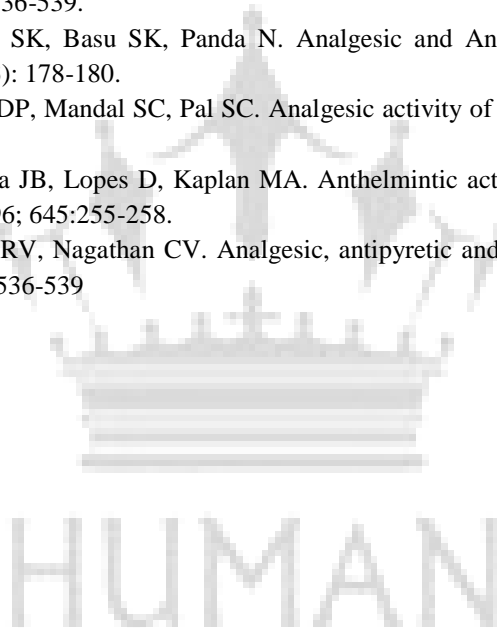 36-539.
SK, Basu SK, Panda N. Analgesic and An
): 178-180.
DP, Mandal SC, Pal SC. Analgesic activity of
a JB, Lopes D, Kaplan MA. Anthelmintic act
96; 645:255-258.
RV, Nagathan CV. Analgesic, antipyretic and
536-539
HUMAN